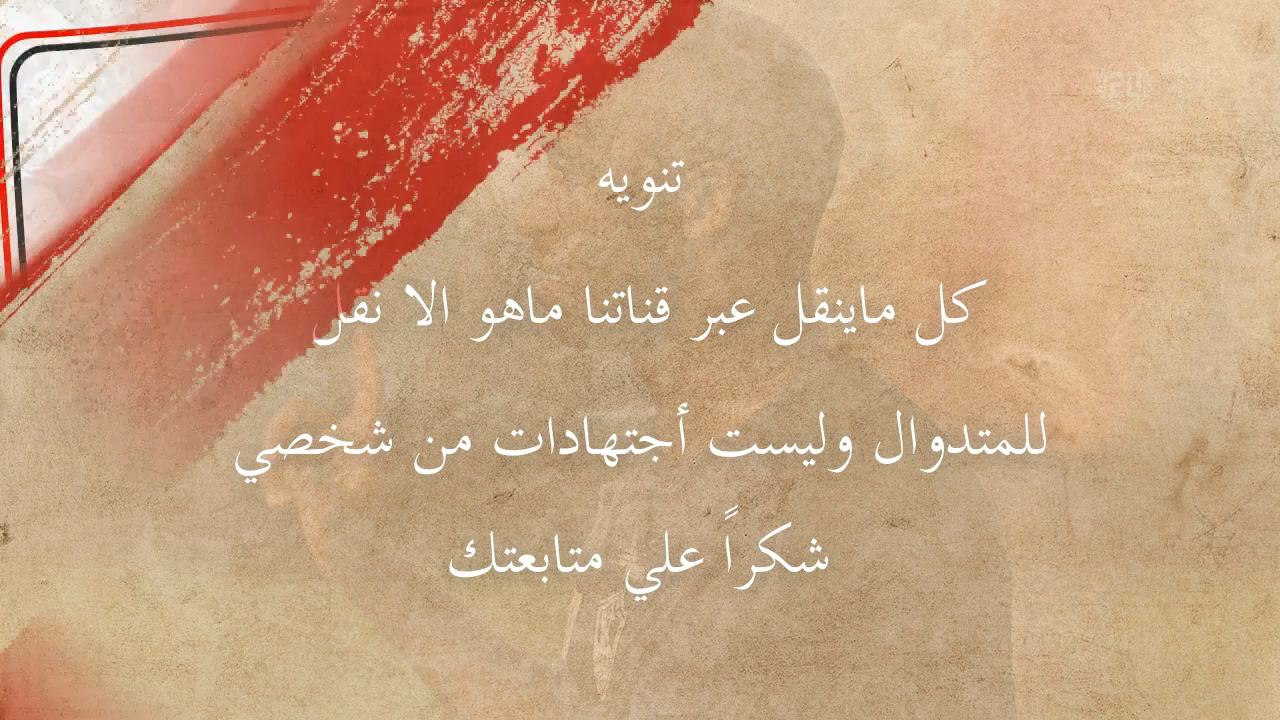 تنويه
كل ماينقل عبر قناتنا ماهو الا نقل
للمتدوال وليست أجتهادات من شخصي
شكراً علي متابعتك